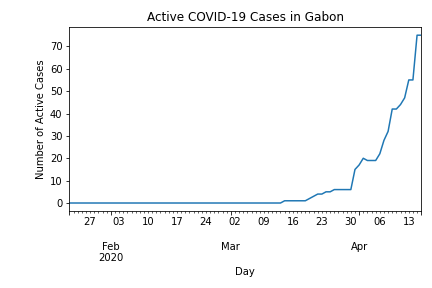 Active COVID-19 Cases in Gabon
Number of Active Cases
70
60
50
40
30
20
10
0
27 03 10 17 24 02 09 16 23 30 06 13
Feb Mar Apr
2020
Day